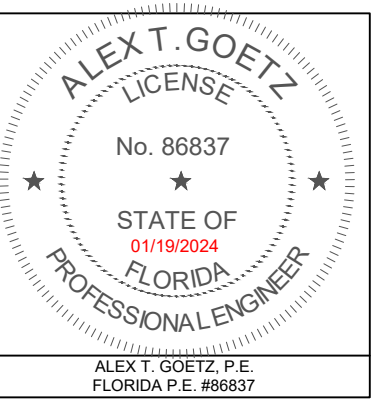 ALEX T. GOETZ
LICENSE
No. 86837
STATE OF
01/19/2024
FLORIDA
PROFESSIONAL ENGINEER
ALEX T. GOETZ, P.E.
FLORIDA P.E. #86837